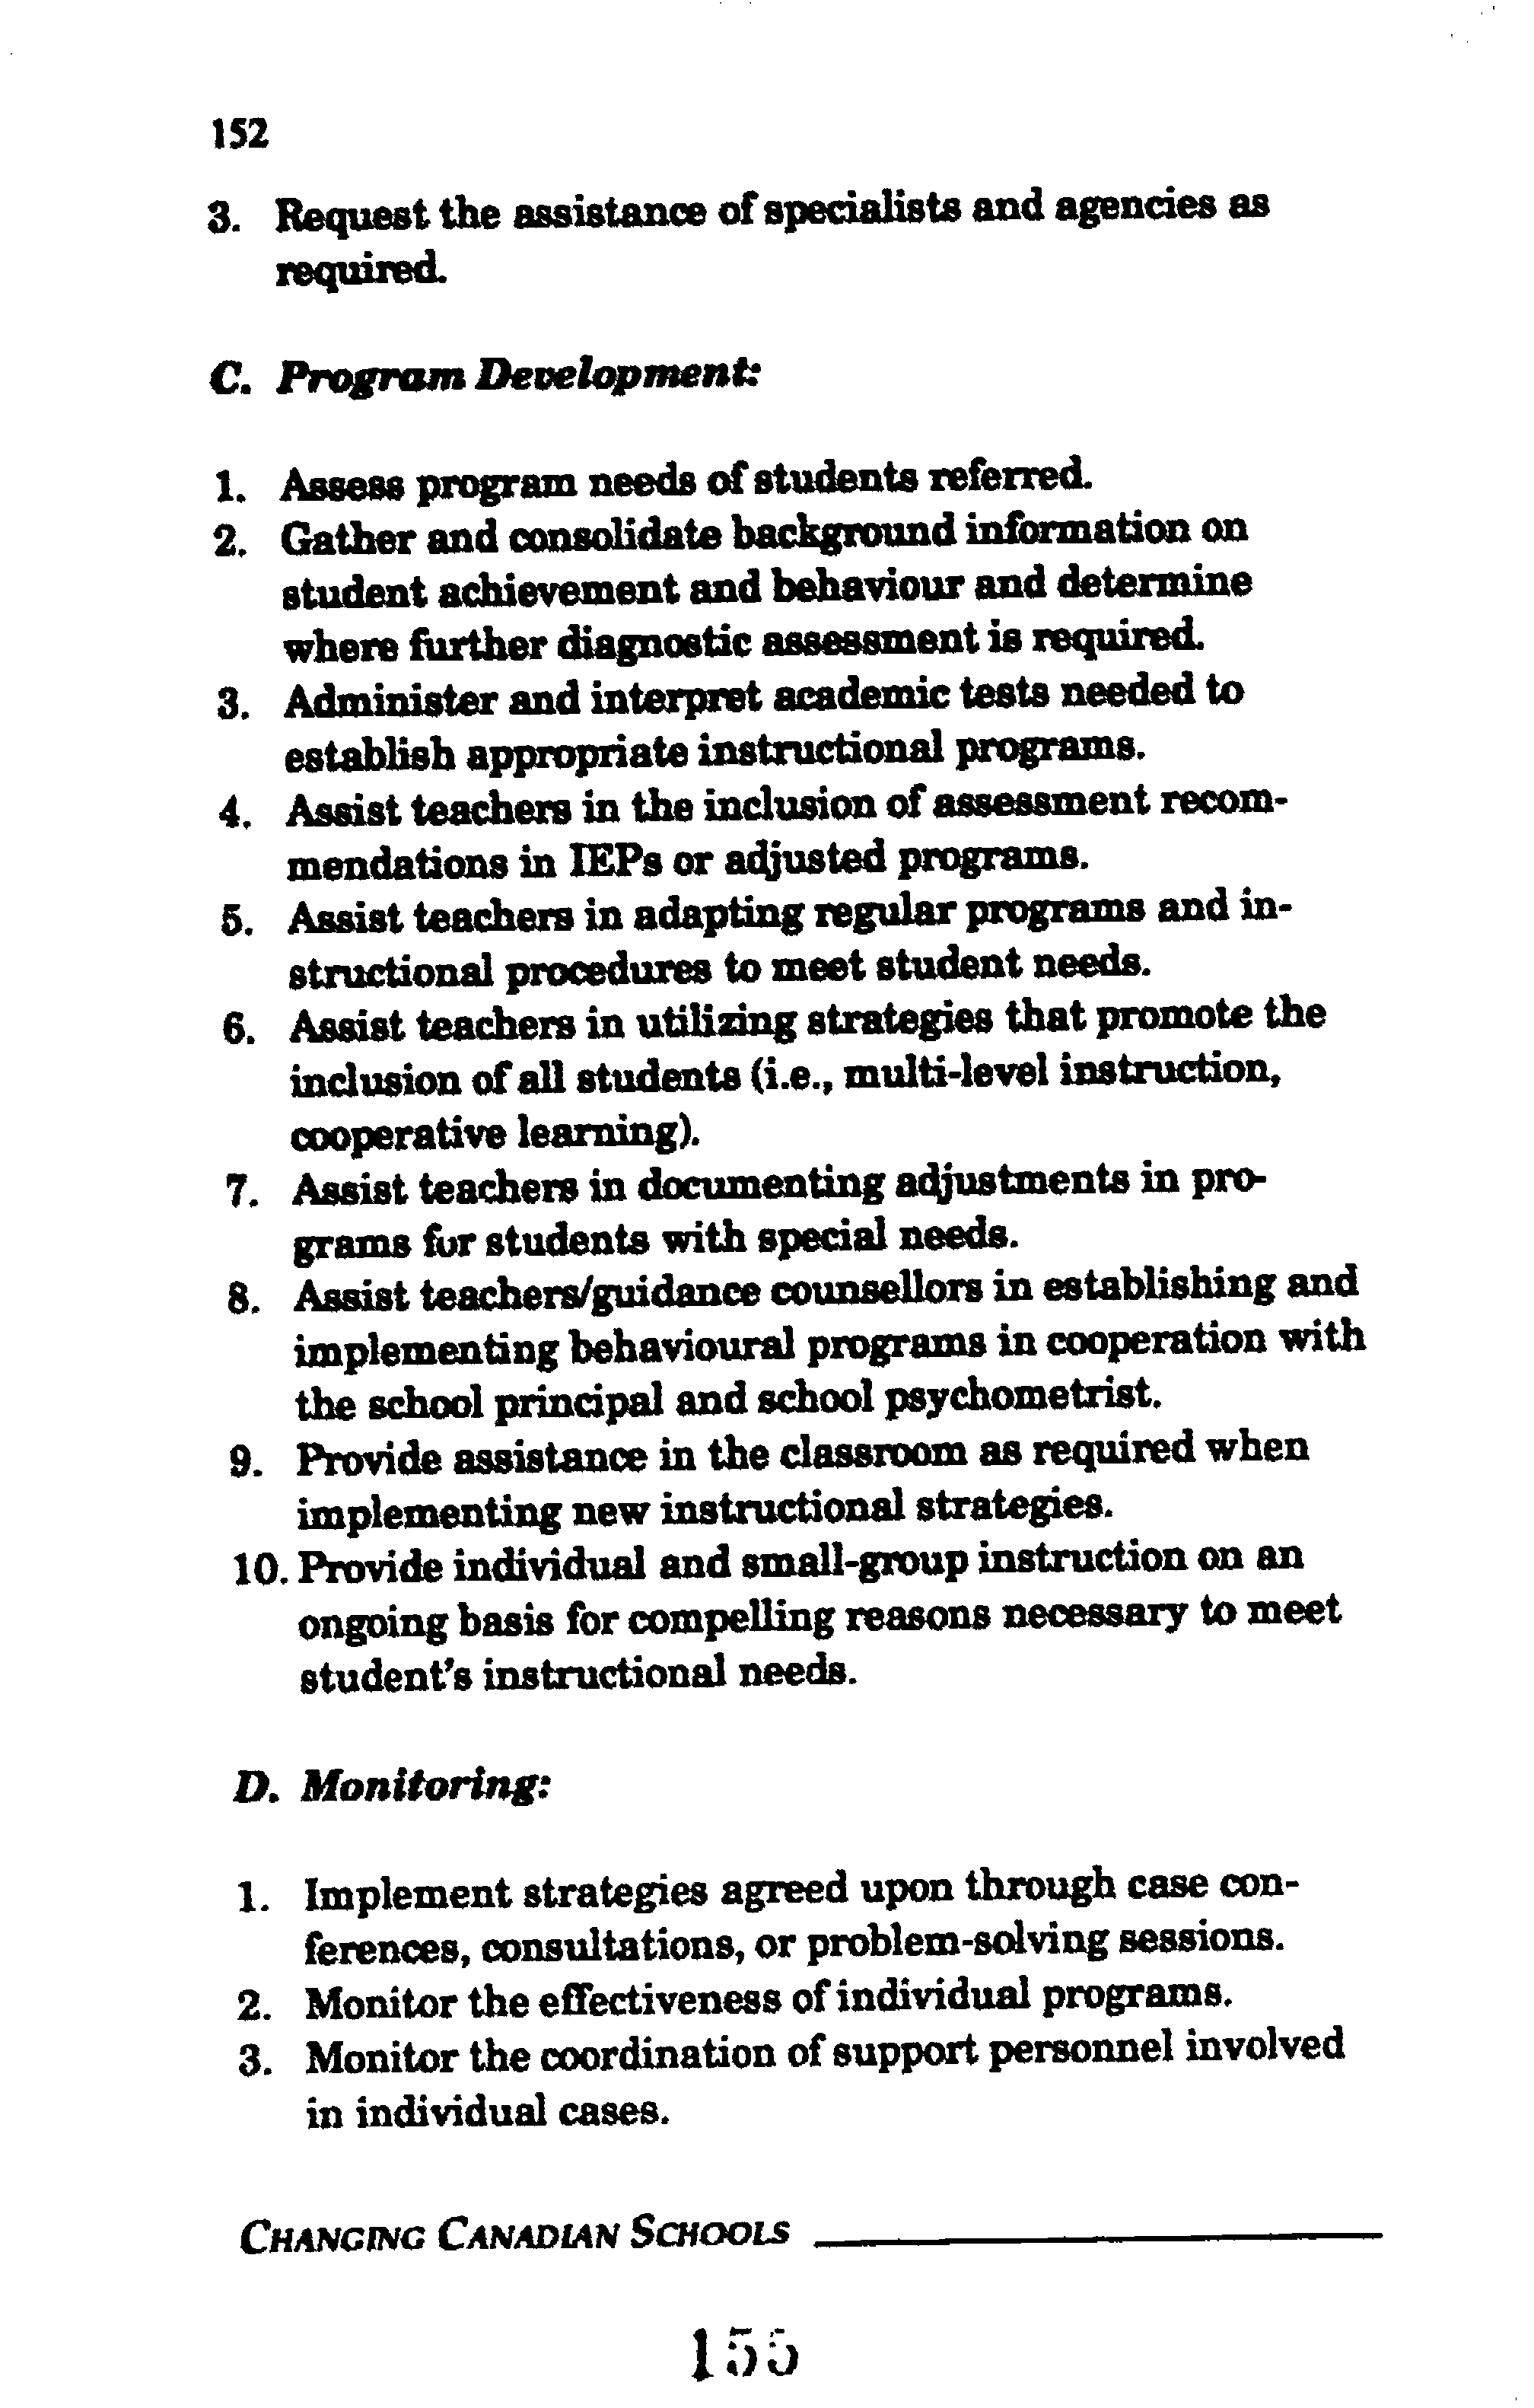 152
3. Request the assistance of specialists and agencies as
required.
C. Program Development:
1. Assess program needs of students referred.
2. Gather and consolidate background information on
student achievement and behaviour and determine
where further diagnostic assessment is required.
3. Administer and interpret academic tests needed to
establish appropriate instructional programs.
4. Assist teachers in the inclusion of assessment recom-
mendations in IEPs or adjusted programs.
5. Assist teachers in adapting regular programs and in-
structional procedures to meet student needs.
6. Assist teachers in utilizing strategies that promote the
inclusion of all students (i.e., multi-level instruction,
cooperative learning).
7. Assist teachers in documenting adjustments in pro-
grams for students with special needs.
8. Assist teachers/guidance counsellors in establishing and
implementing behavioural programs in cooperation with
the school principal and school psychometrist.
9. Provide assistance in the classroom as required when
implementing new instructional strategies.
10. Provide individual and small-group instruction on an
ongoing basis for compelling reasons necessary to meet
student's instructional needs.
D. Monitoring:
1. Implement strategies agreed upon through case con-
ferences, consultations, or problem-solving sessions.
2. Monitor the effectiveness of individual programs.
3. Monitor the coordination of support personnel involved
in individual cases.
CHANGING CANADIAN SCHOOLS
155